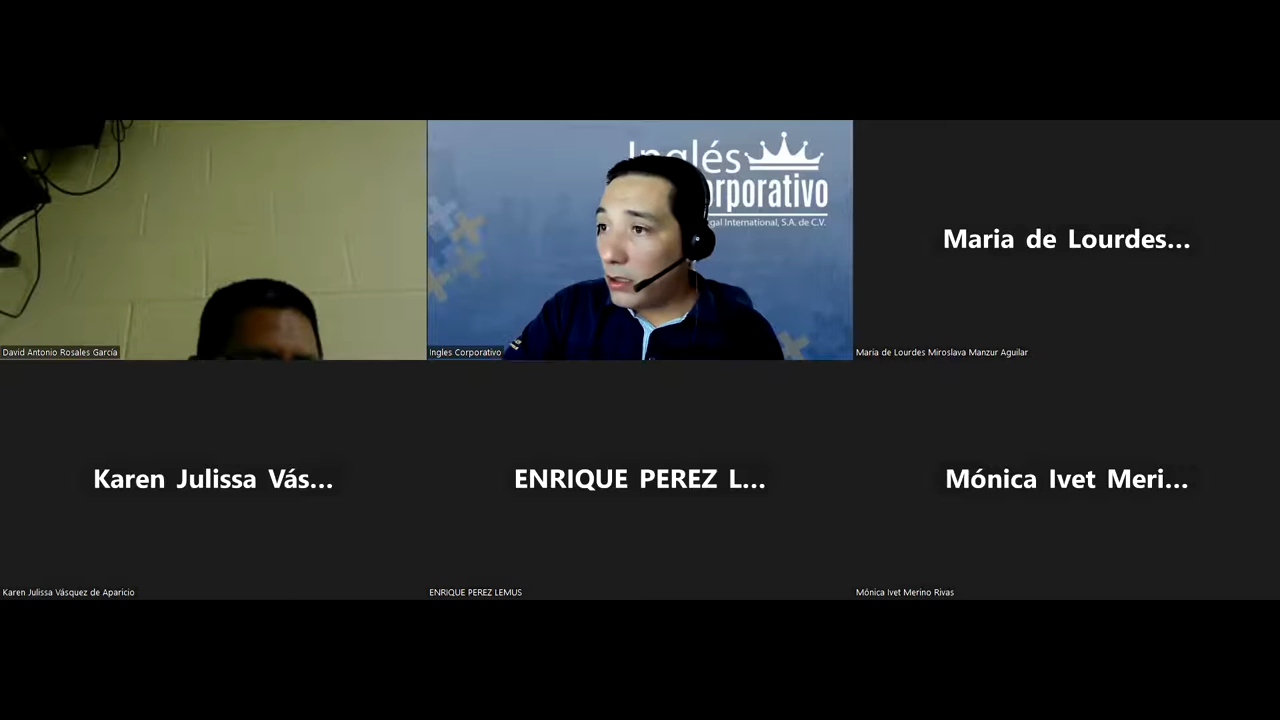 Inglés
orporativo
gal International, S.A. de C.V.
Maria de Lourdes...
David Antonio Rosales García
Ingles Corporativo
Maria de Lourdes Miroslava Manzur Aguilar
Karen Julissa Vás...
ENRIQUE PEREZ L...
Mónica Ivet Meri...
Karen Julissa Vásquez de Aparicio
ENRIQUE PEREZ LEMUS
Mónica Ivet Merino Rivas